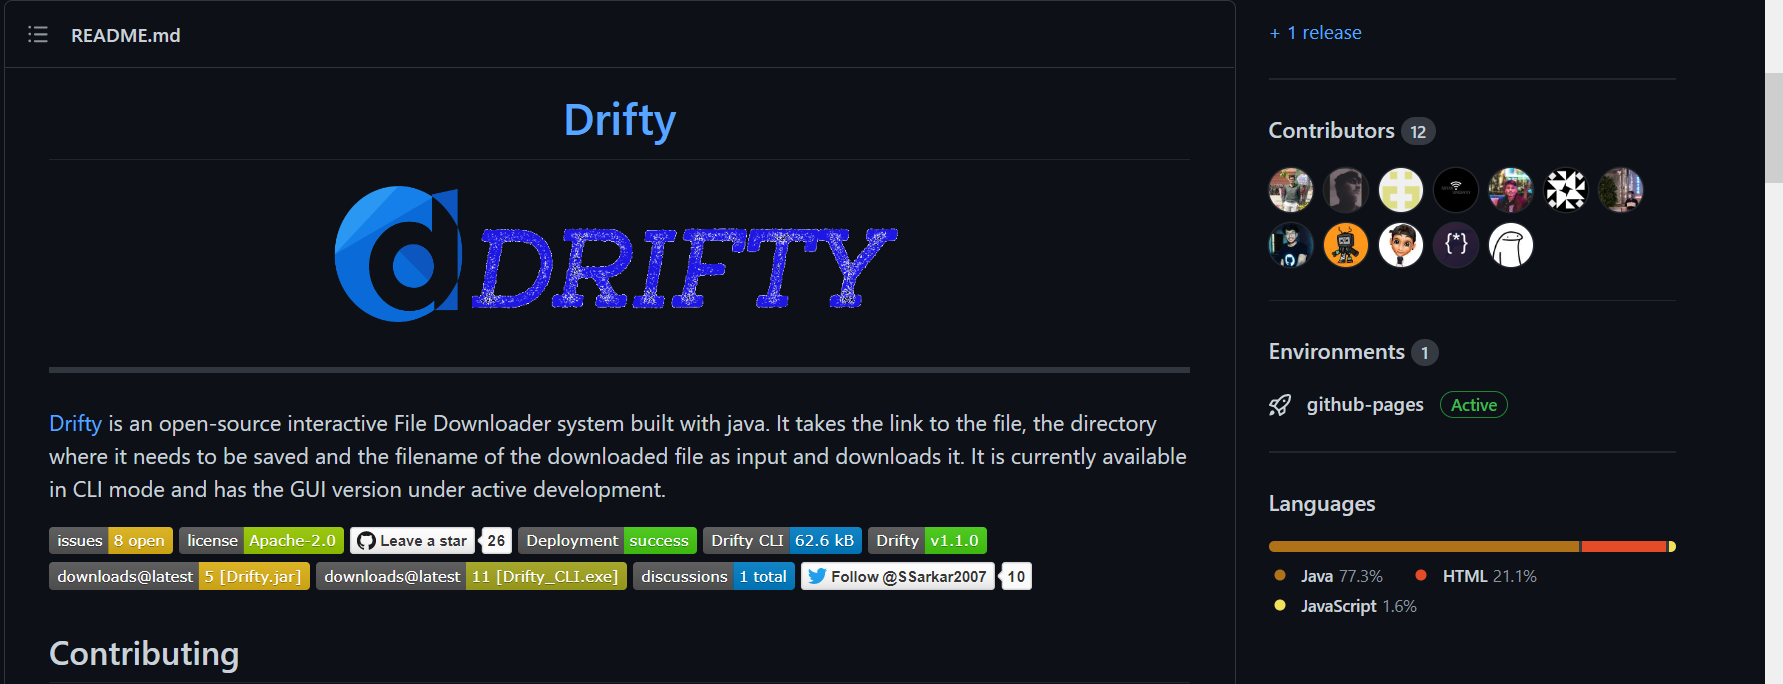 README.md
Drifty
DRIFTY
Drifty is an open-source interactive File Downloader system built with java. It takes the link to the file, the directory
where it needs to be saved and the filename of the downloaded file as input and downloads it. It is currently available
in CLI mode and has the GUI version under active development.
issues 8 open license Apache-2.0 Leave a star 26 Deployment success Drifty CLI 62.6 kB Drifty v1.1.0
downloads@latest 5 [Drifty.jar] downloads@latest 11 [Drifty_CLI.exe] discussions 1 total Follow @SSarkar2007 10
Contributing
+ 1 release
Contributors 12
{*}
Environments 1
github-pages Active
Languages
Java 77.3% HTML 21.1%
JavaScript 1.6%